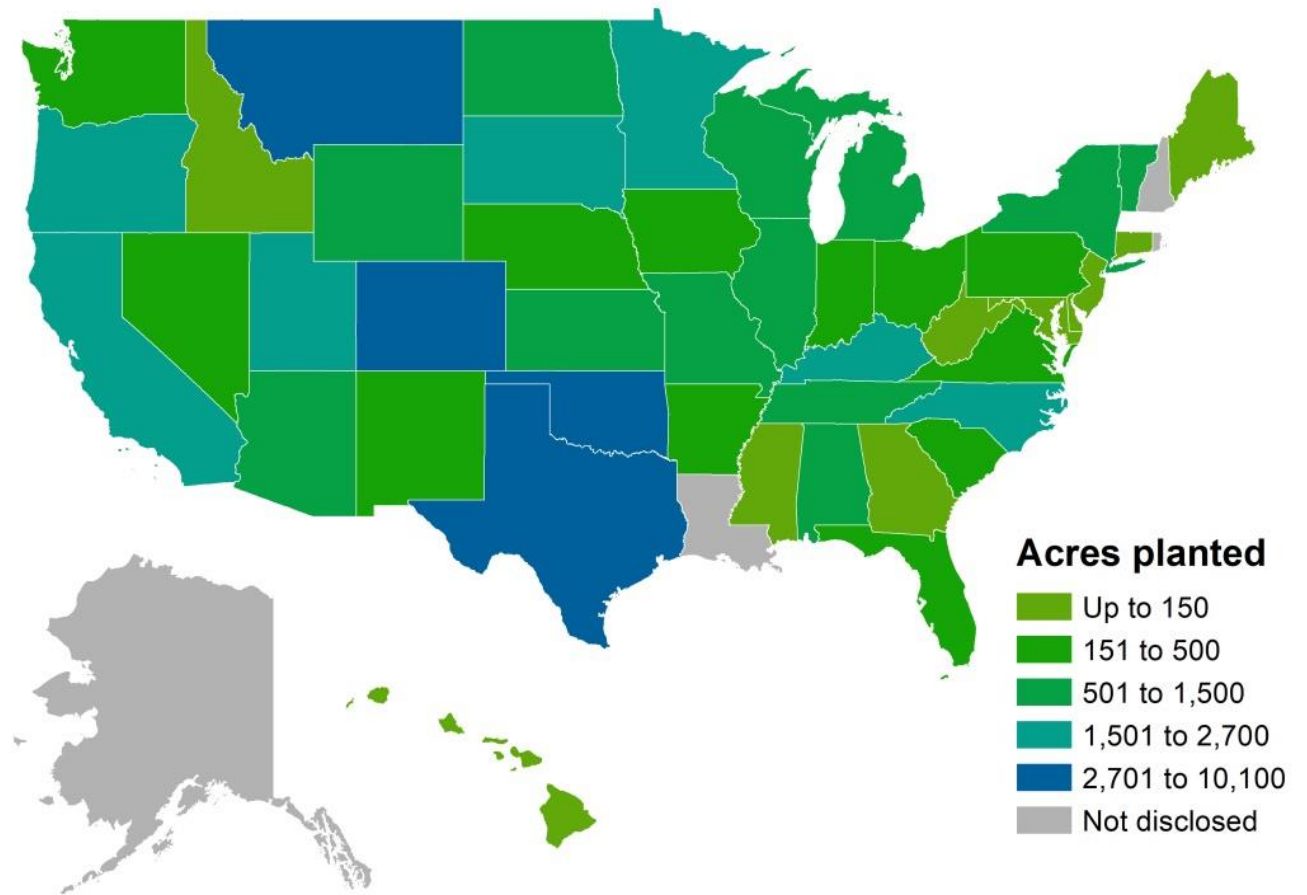 Acres planted
Up to 150
151 to 500
501 to 1,500
1,501 to 2,700
2,701 to 10,100
Not disclosed